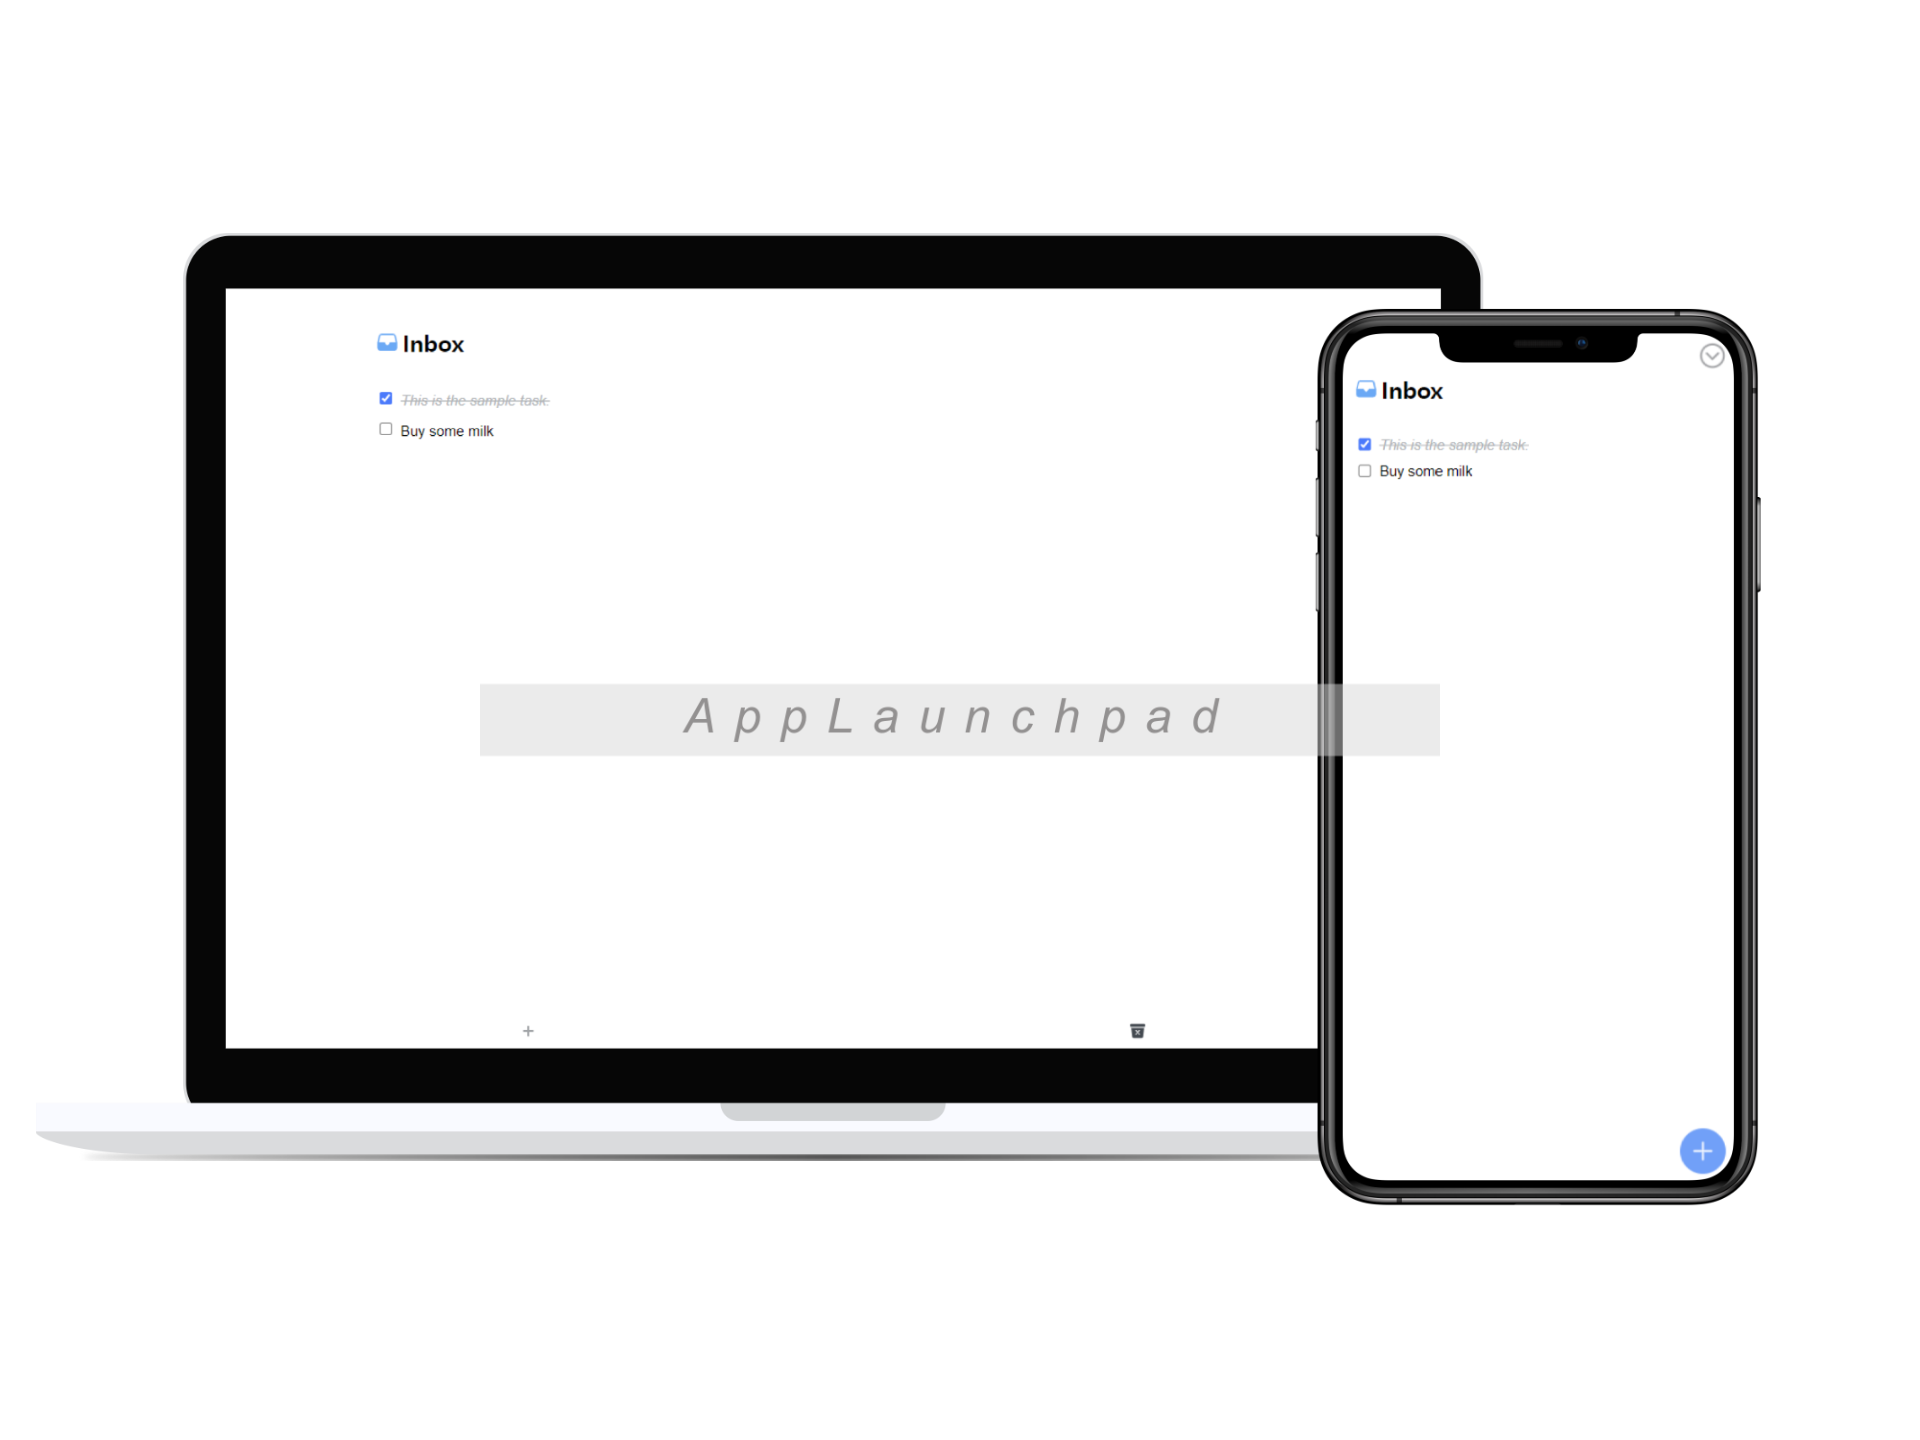 Inbox
This is the sample task.
Buy some milk
AppLaunchpad
Inbox
This is the sample task.
Buy some milk